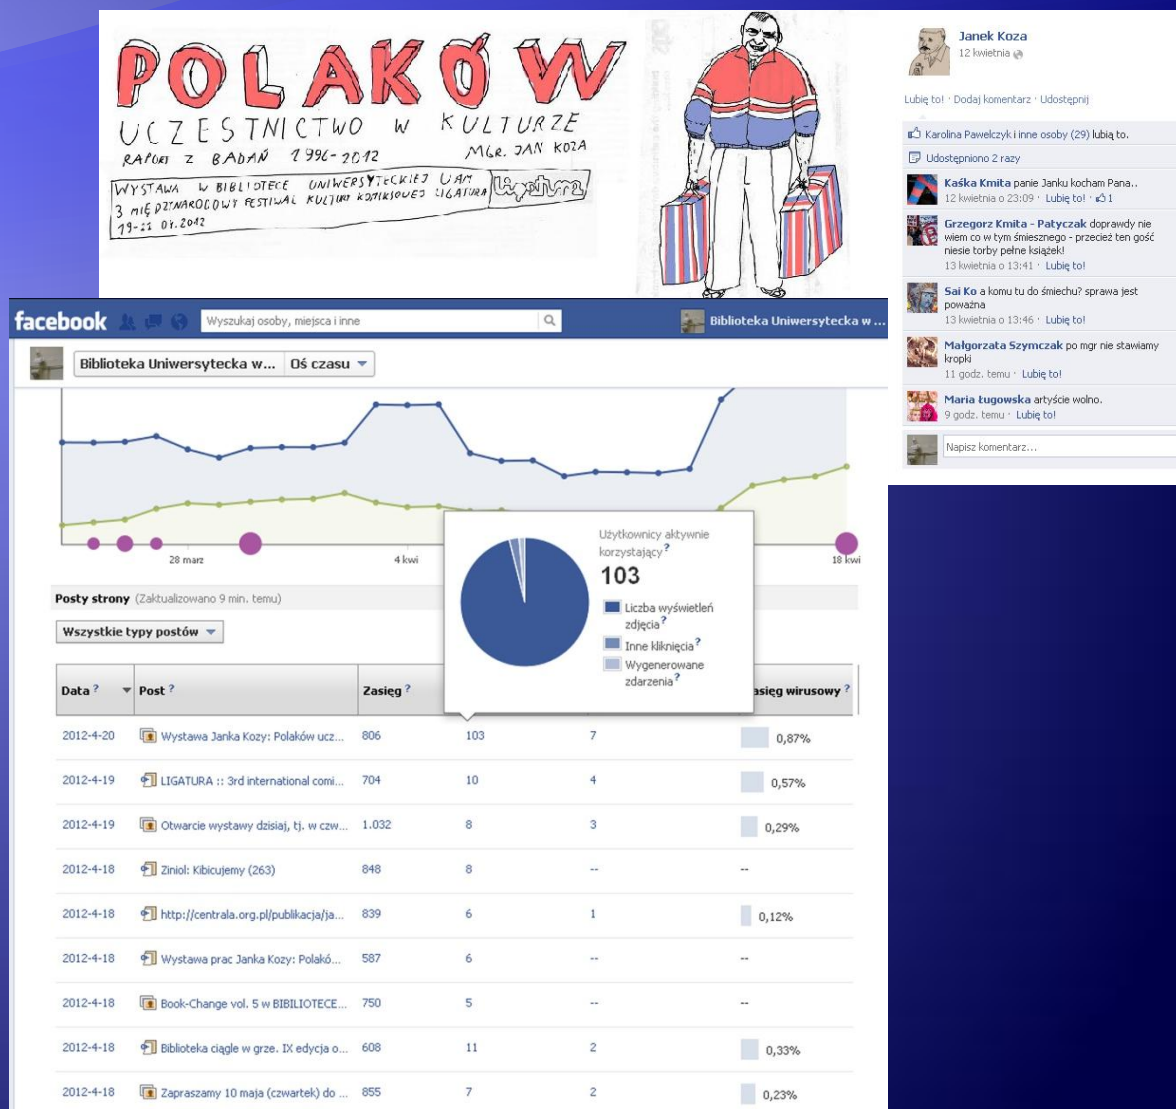 POLAKÓW
UCZESTNICTWO W KULTURZE
RAPORT Z BADAŃ 1996-2012 MGR. JAN KOZA
WYSTAWA W BIBLIOTECE UNIWERSYTECKIEJ UAM
3 MIĘDZYNARODOWY FESTIWAL KULTURY KOMIKSOWEJ LIGATURA
Ligatura
Janek Koza
12 kwietnia
Lubię to! · Dodaj komentarz · Udostępnij
Karolina Pawelczyk i inne osoby (29) lubią to.
Udostępniono 2 razy
Kaśka Kmita panie Janku kocham Pana..
12 kwietnia o 23:09 · Lubię to! · 1
Grzegorz Kmita - Patyczak doprawdy nie
wiem co w tym śmiesznego - przecież ten gość
niesie torby pełne książek!
13 kwietnia o 13:41 · Lubię to!
Sai Ko a komu tu do śmiechu? sprawa jest
poważna
13 kwietnia o 13:46 · Lubię to!
Małgorzata Szymczak po mgr nie stawiamy
kropki
11 godz. temu · Lubię to!
Maria Ługowska artyście wolno.
9 godz. temu · Lubię to!
Napisz komentarz...
facebook
Wyszukaj osoby, miejsca i inne
Biblioteka Uniwersytecka w ...
Biblioteka Uniwersytecka w... Oś czasu
28 marz 4 kwi 18 kwi
Użytkownicy aktywnie
korzystający?
103
Liczba wyświetleń
zdjęcia?
Inne kliknięcia?
Wygenerowane
zdarzenia?
Posty strony (Zaktualizowano 9 min. temu)
Wszystkie typy postów
Data ? Post ? Zasięg ? asięg wirusowy ?
2012-4-20 Wystawa Janka Kozy: Polaków ucz... 806 103 7 0,87%
2012-4-19 LIGATURA :: 3rd international comi... 704 10 4 0,57%
2012-4-19 Otwarcie wystawy dzisiaj, tj. w czw... 1.032 8 3 0,29%
2012-4-18 Ziniol: Kibicujemy (263) 848 8 -- --
2012-4-18 http://centrala.org.pl/publikacja/ja... 839 6 1 0,12%
2012-4-18 Wystawa prac Janka Kozy: Polakó... 587 6 -- --
2012-4-18 Book-Change vol. 5 w BIBILIOTECE... 750 5 -- --
2012-4-18 Biblioteka ciągle w grze. IX edycja o... 608 11 2 0,33%
2012-4-18 Zapraszamy 10 maja (czwartek) do ... 855 7 2 0,23%